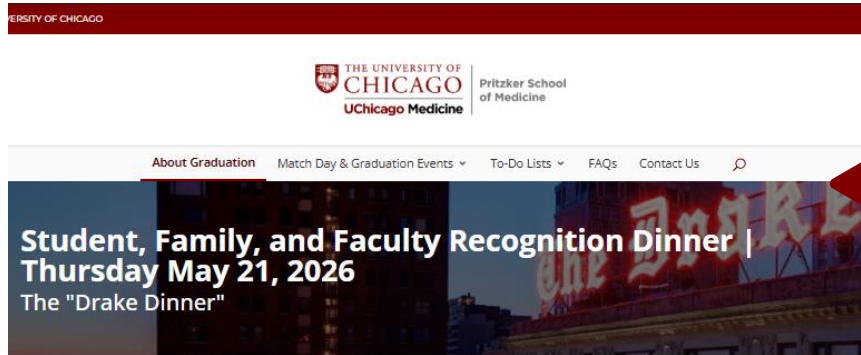 VERSITY OF CHICAGO
THE UNIVERSITY OF
CHICAGO
UChicago Medicine
Pritzker School
of Medicine
About Graduation Match Day & Graduation Events To-Do Lists FAQs Contact Us
Student, Family, and Faculty Recognition Dinner |
Thursday May 21, 2026
The "Drake Dinner"
The Drake